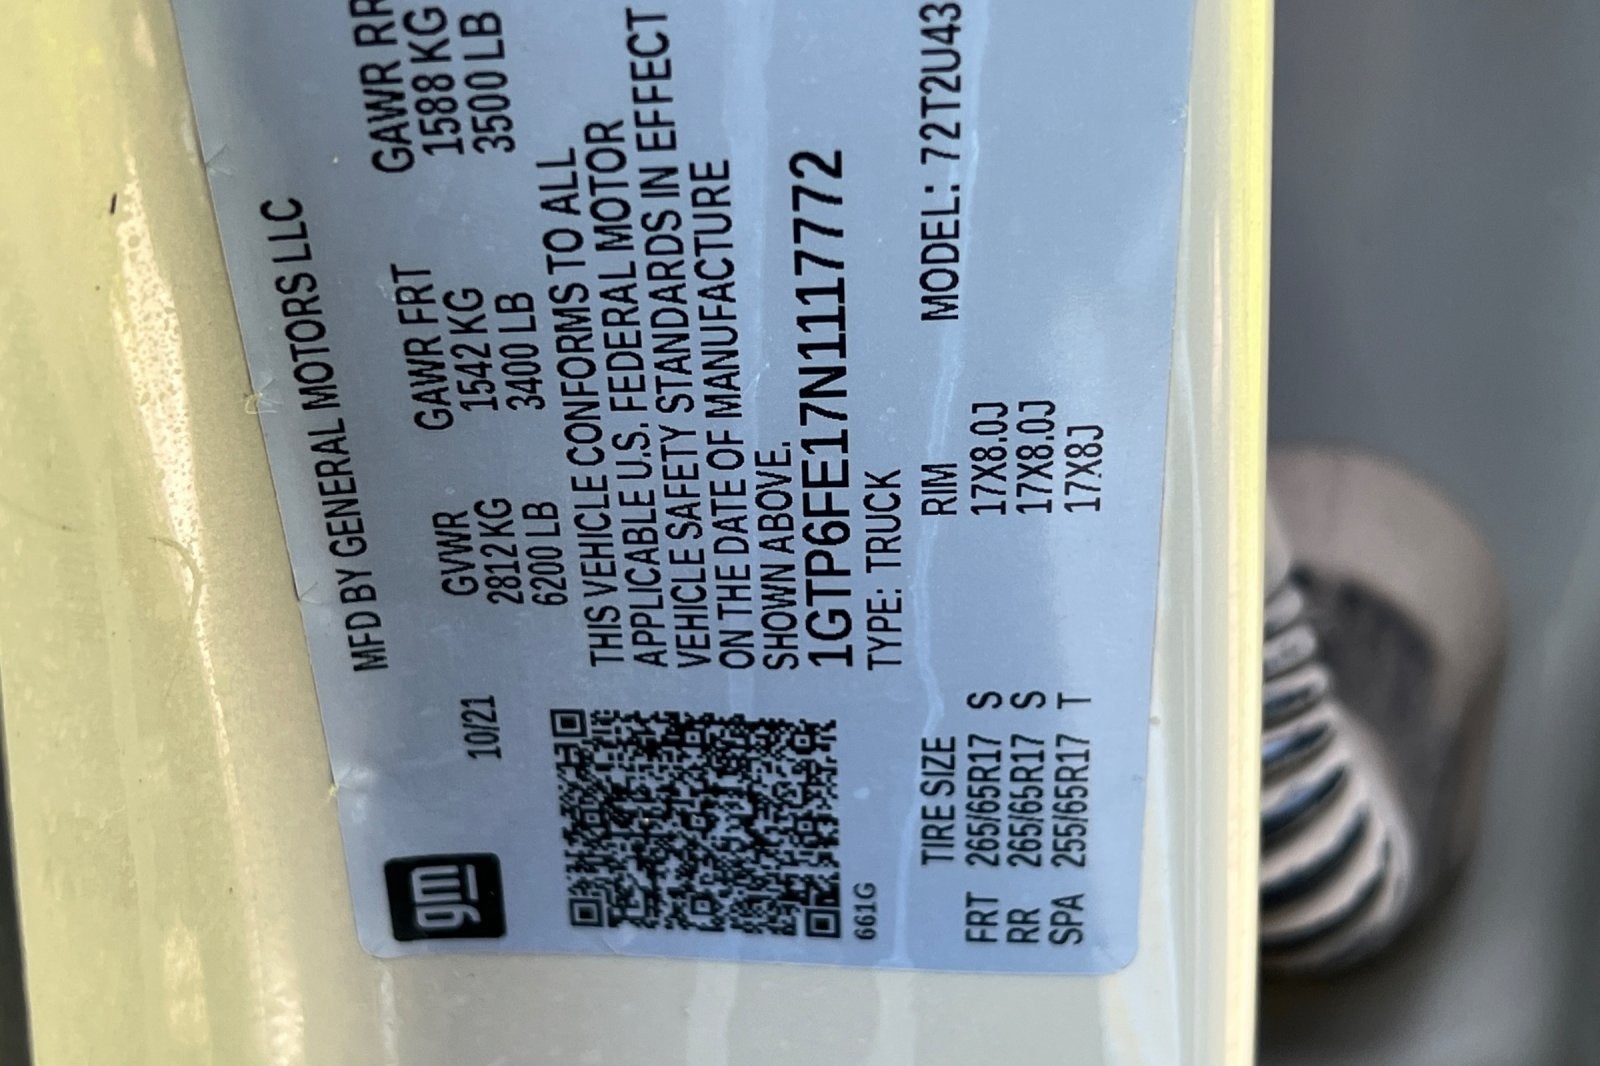 gm
MFD BY GENERAL MOTORS LLC
10/21
GVWR GAWR FRT GAWR RR
2812 KG 1542 KG 1588 KG
6200 LB 3400 LB 3500 LB
THIS VEHICLE CONFORMS TO ALL
APPLICABLE U.S. FEDERAL MOTOR
VEHICLE SAFETY STANDARDS IN EFFECT
ON THE DATE OF MANUFACTURE
SHOWN ABOVE.
1GTP6FE17N1117772
TYPE: TRUCK
661G
MODEL: 72T2U43
TIRE SIZE RIM
FRT 265/65R17 S 17X8.0J
RR 265/65R17 S 17X8.0J
SPA 255/65R17 T 17X8J